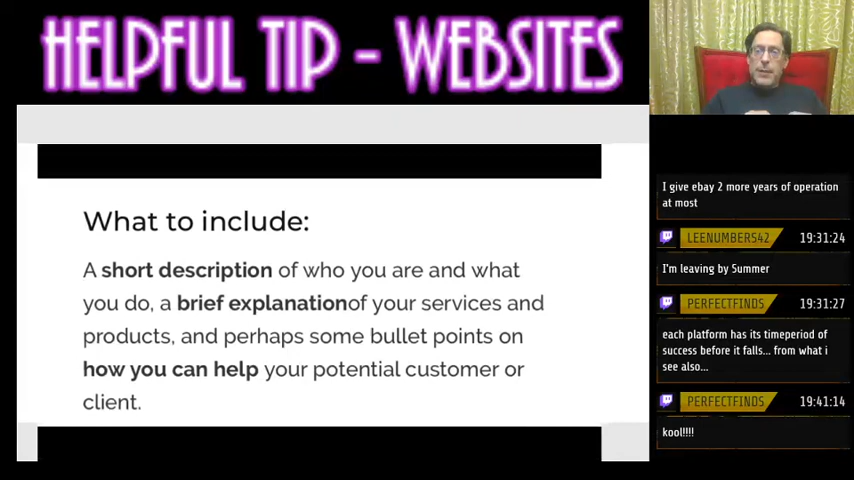 HELPFUL TIP - WEBSITES
What to include:
A short description of who you are and what
you do, a brief explanationof your services and
products, and perhaps some bullet points on
how you can help your potential customer or
client.
I give ebay 2 more years of operation
at most
LEENUMBERS42 19:31:24
I'm leaving by Summer
PERFECTFINDS 19:31:27
each platform has its timeperiod of
success before it falls... from what i
see also...
PERFECTFINDS 19:41:14
kool!!!!